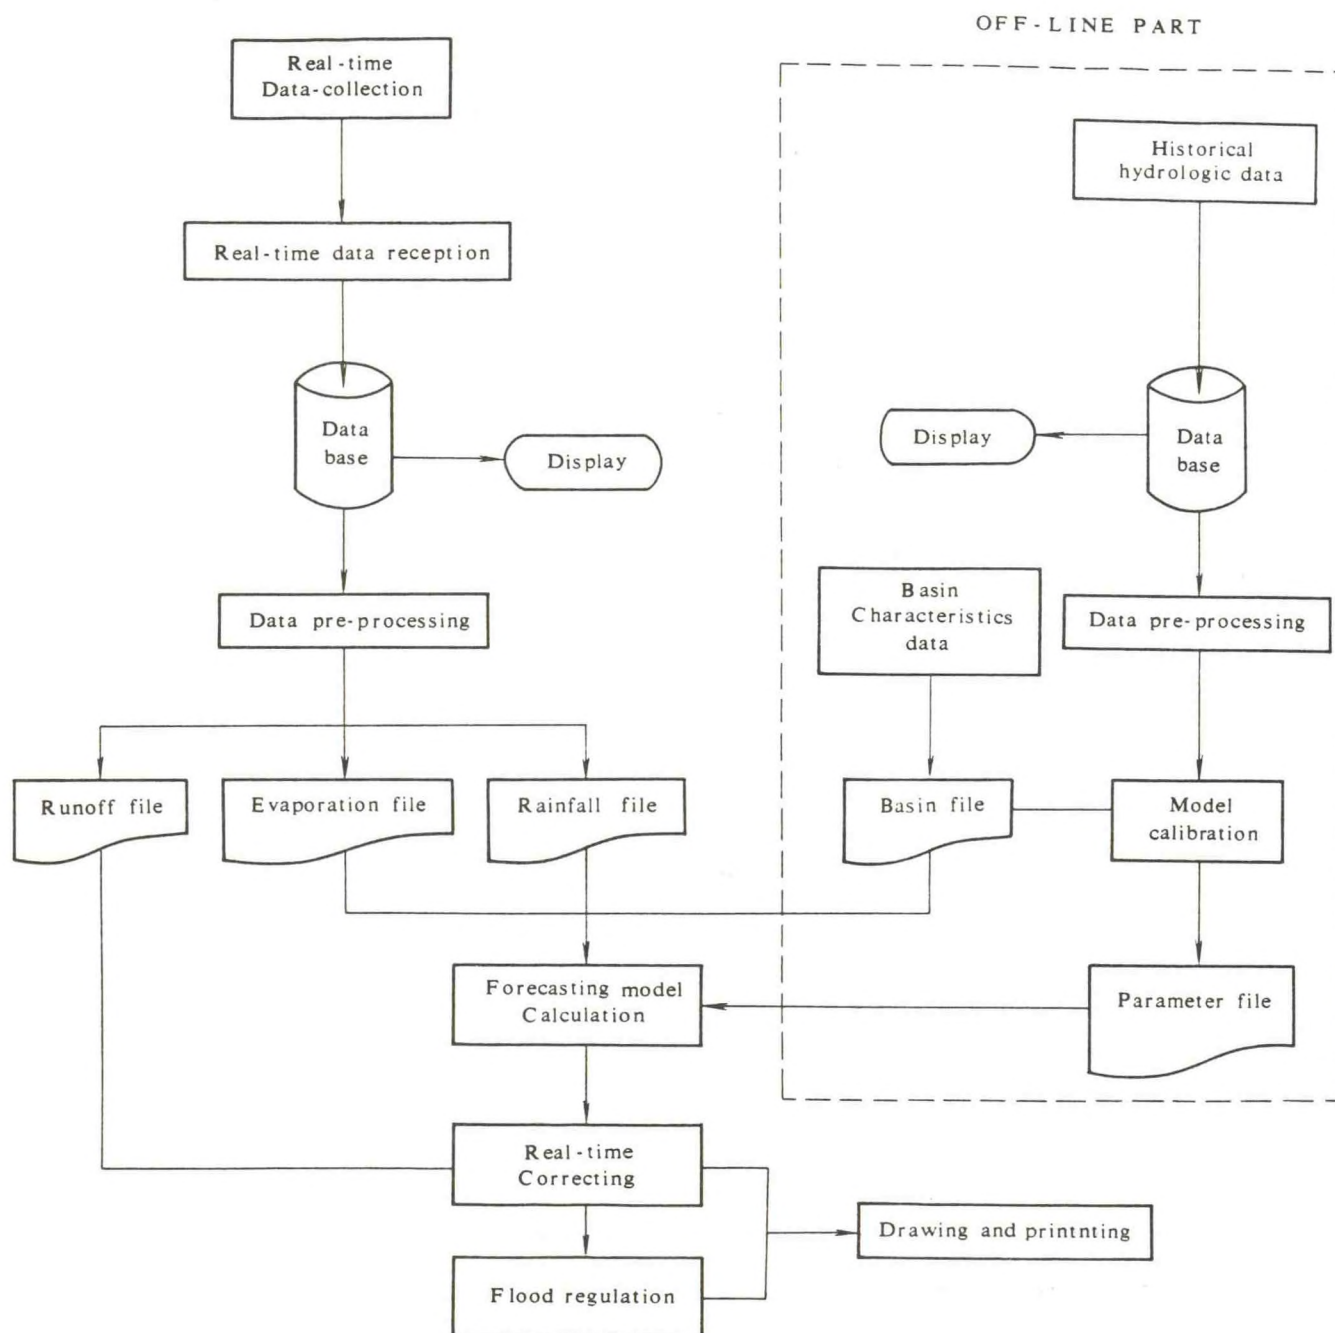 OFF-LINE PART
Real-time
Data-collection
Historical
hydrologic data
Real-time data reception
Data
base
Display
Display
Data
base
Data pre-processing
Basin
Characteristics
data
Data pre-processing
Runoff file
Evaporation file
Rainfall file
Basin file
Model
calibration
Forecasting model
Calculation
Parameter file
Real-time
Correcting
Drawing and printnting
Flood regulation